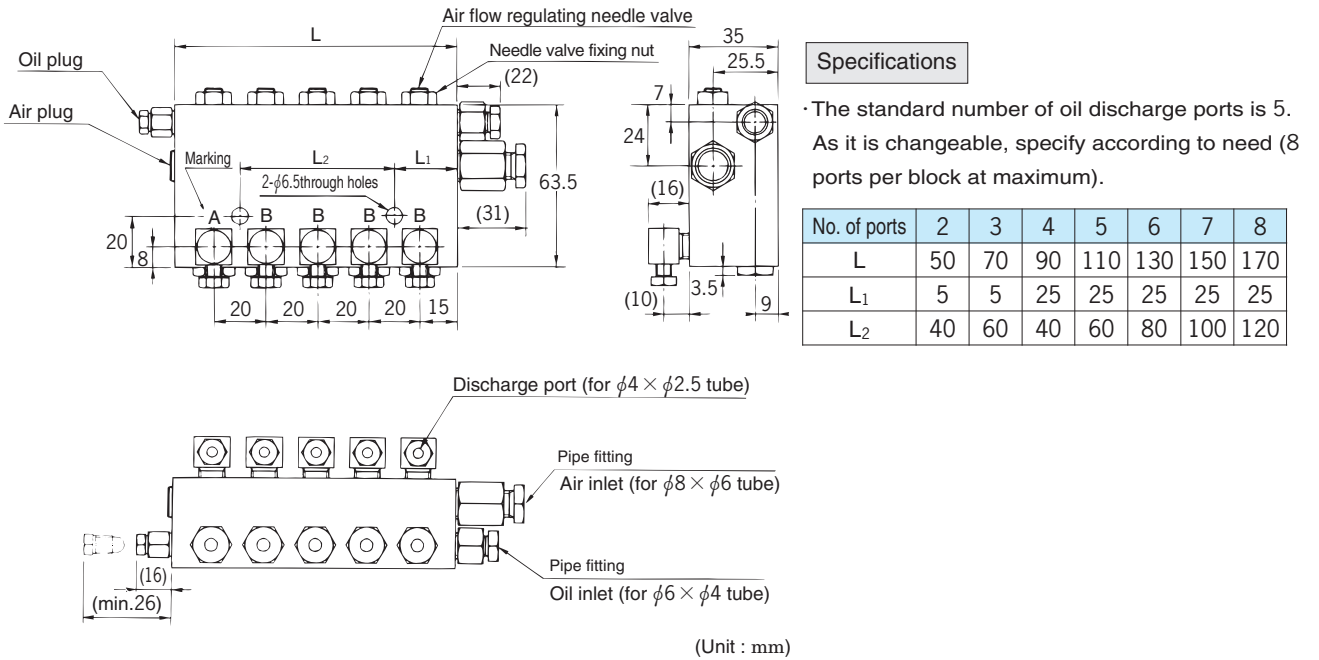 Air flow regulating needle valve
L
Needle valve fixing nut
Oil plug
(22)
Air plug
Marking
L2
L1
2-ϕ6.5through holes
63.5
A B B B B
(31)
20
8
20 20 20 20 15
35
25.5
7
24
(16)
(10)
3.5
9
Specifications
·The standard number of oil discharge ports is 5.
As it is changeable, specify according to need (8
ports per block at maximum).
No. of ports 2 3 4 5 6 7 8
L 50 70 90 110 130 150 170
L1 5 5 25 25 25 25 25
L2 40 60 40 60 80 100 120
Discharge port (for ϕ4×ϕ2.5 tube)
Pipe fitting
Air inlet (for ϕ8×ϕ6 tube)
Pipe fitting
Oil inlet (for ϕ6×ϕ4 tube)
(16)
(min.26)
(Unit : mm)